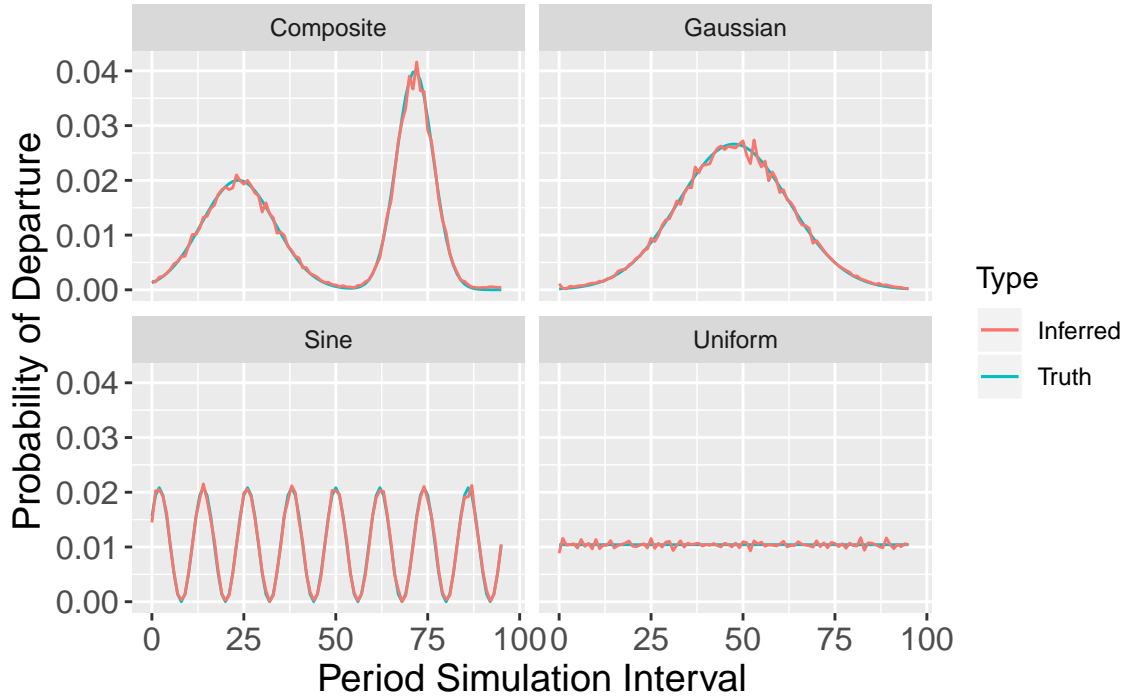 Composite
Gaussian
0.04
0.03
0.02
0.01
0.00
Sine
Uniform
0.04
0.03
0.02
0.01
0.00
0 25 50 75 100
0 25 50 75 100
Period Simulation Interval
Probability of Departure
Type
Inferred
Truth